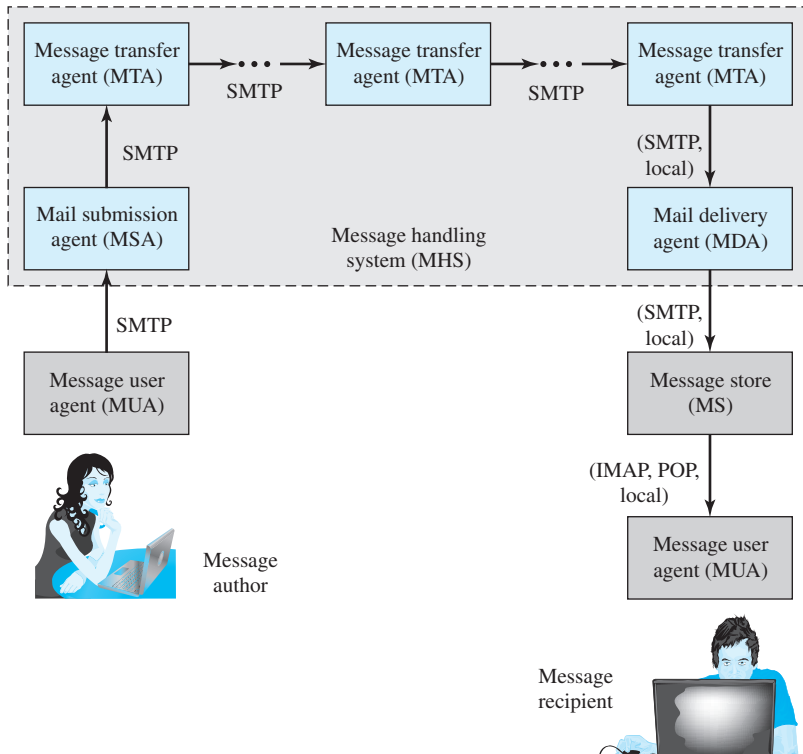 Message transfer
agent (MTA)
SMTP
Message transfer
agent (MTA)
SMTP
Message transfer
agent (MTA)
SMTP
(SMTP,
local)
Mail submission
agent (MSA)
Message handling
system (MHS)
Mail delivery
agent (MDA)
SMTP
(SMTP,
local)
Message user
agent (MUA)
Message store
(MS)
(IMAP, POP,
local)
Message
author
Message user
agent (MUA)
Message
recipient